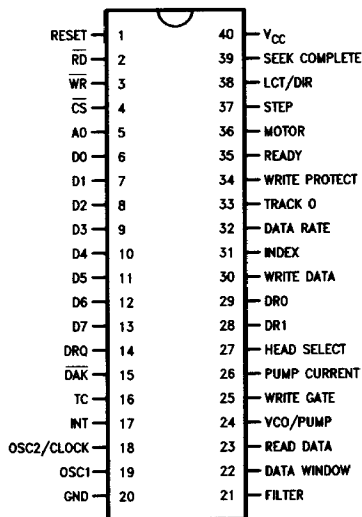 RESET 1 40 VCC
RD 2 39 SEEK COMPLETE
WR 3 38 LCT/DIR
CS 4 37 STEP
A0 5 36 MOTOR
D0 6 35 READY
D1 7 34 WRITE PROTECT
D2 8 33 TRACK 0
D3 9 32 DATA RATE
D4 10 31 INDEX
D5 11 30 WRITE DATA
D6 12 29 DR0
D7 13 28 DR1
DRQ 14 27 HEAD SELECT
DAK 15 26 PUMP CURRENT
TC 16 25 WRITE GATE
INT 17 24 VCO/PUMP
OSC2/CLOCK 18 23 READ DATA
OSC1 19 22 DATA WINDOW
GND 20 21 FILTER